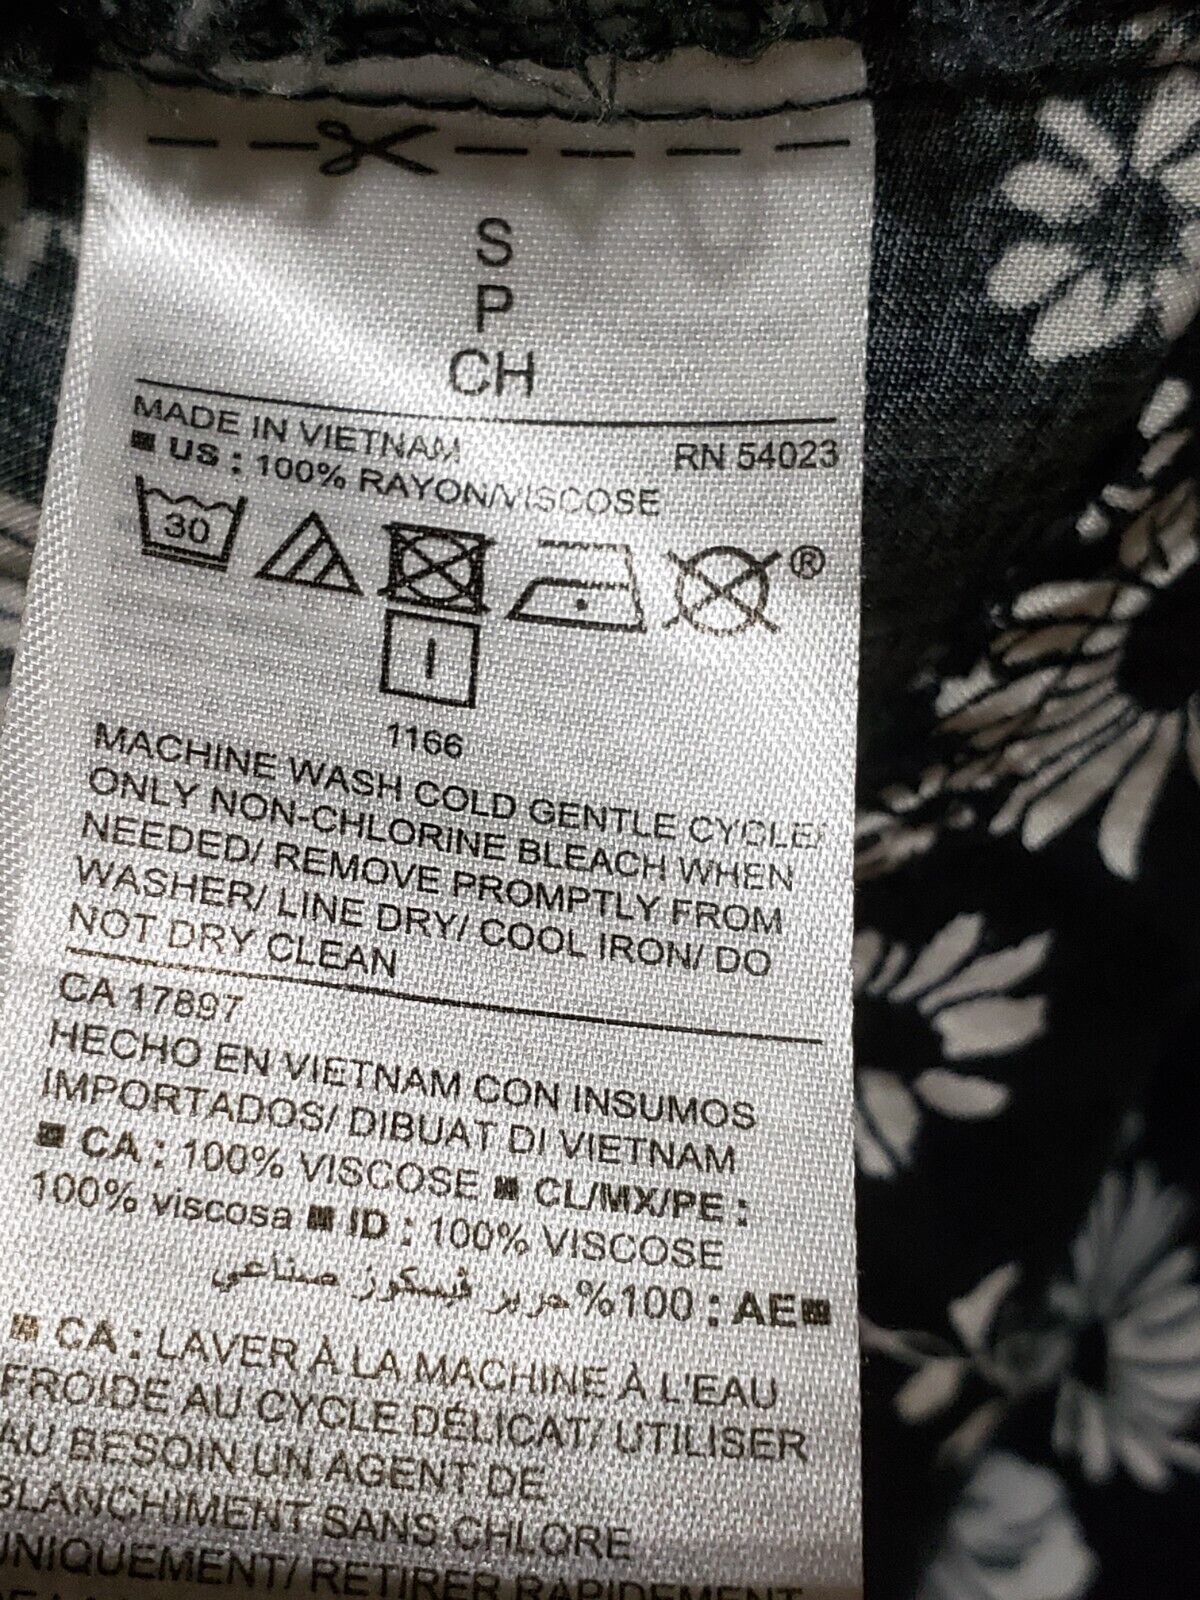 S
P
CH
MADE IN VIETNAM RN 54023
US : 100% RAYON/VISCOSE
30
®
1166
MACHINE WASH COLD GENTLE CYCLE/
ONLY NON-CHLORINE BLEACH WHEN
NEEDED/ REMOVE PROMPTLY FROM
WASHER/ LINE DRY/ COOL IRON/ DO
NOT DRY CLEAN
CA 17897
HECHO EN VIETNAM CON INSUMOS
IMPORTADOS/ DIBUAT DI VIETNAM
■ CA : 100% VISCOSE ■ CL/MX/PE :
100% viscosa ■ ID : 100% VISCOSE
■AE : 100% حرير ڤيسكوز صناعي
■ CA : LAVER À LA MACHINE À L'EAU
FROIDE AU CYCLE DÉLICAT/ UTILISER
AU BESOIN UN AGENT DE
BLANCHIMENT SANS CHLORE
UNIQUEMENT/ RETIRER RAPIDEMENT